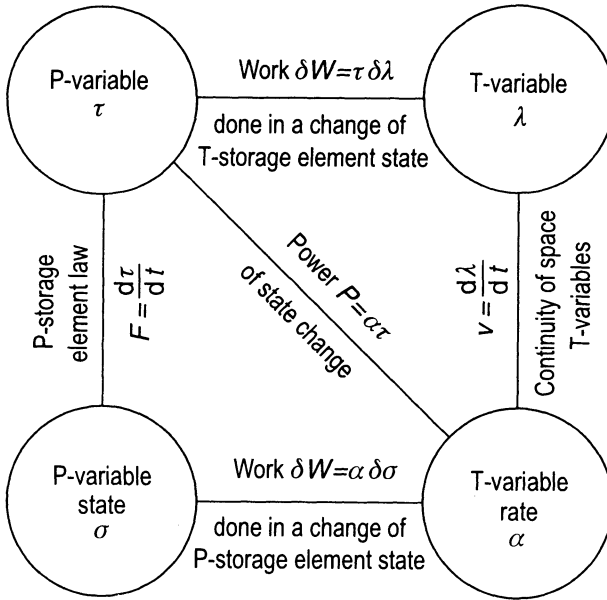 P-variable
τ
Work δW=τ δλ
done in a change of
T-storage element state
T-variable
λ
P-storage
element law
F = dτ/dt
Power P=ατ
of state change
v = dλ/dt
Continuity of space
T-variables
P-variable
state
σ
Work δW=α δσ
done in a change of
P-storage element state
T-variable
rate
α